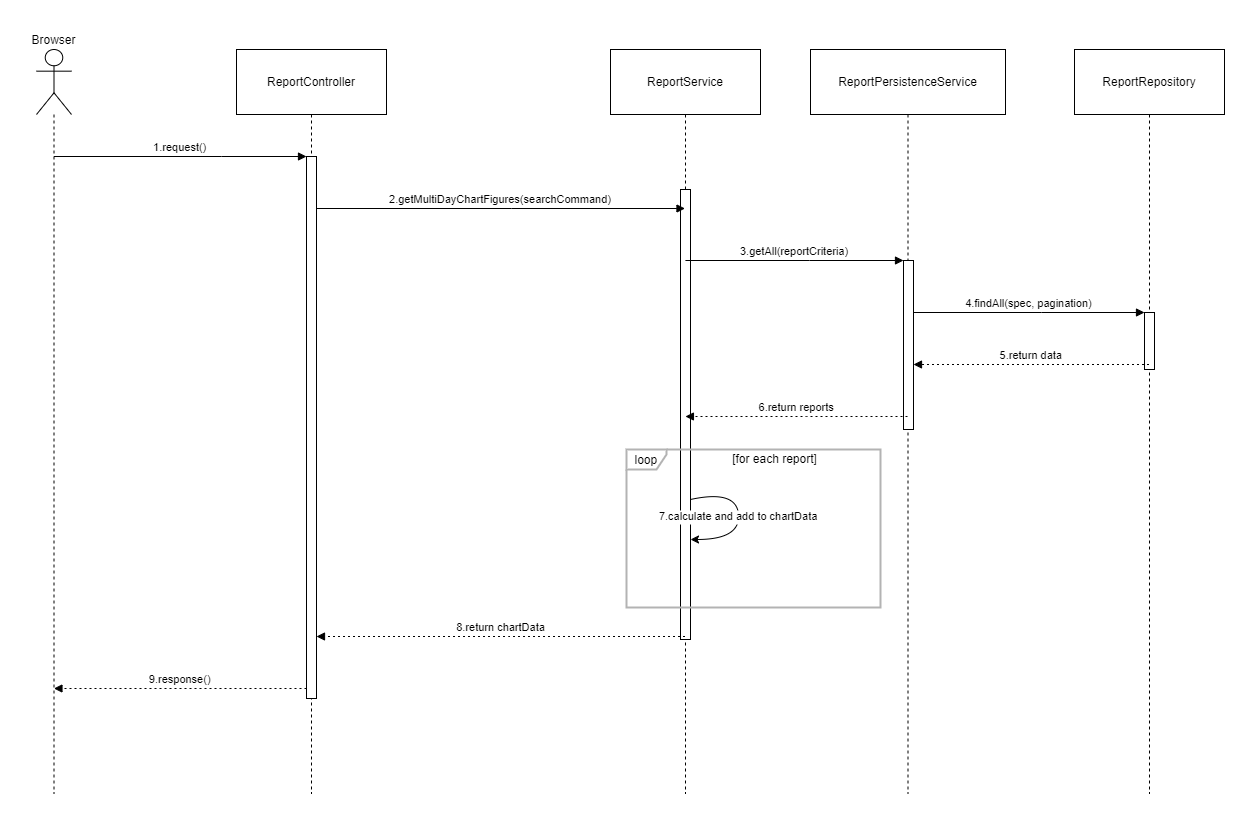 Browser
ReportController
ReportService
ReportPersistenceService
ReportRepository
1.request()
2.getMultiDayChartFigures(searchCommand)
3.getAll(reportCriteria)
4.findAll(spec, pagination)
5.return data
6.return reports
loop
[for each report]
7.calculate and add to chartData
8.return chartData
9.response()